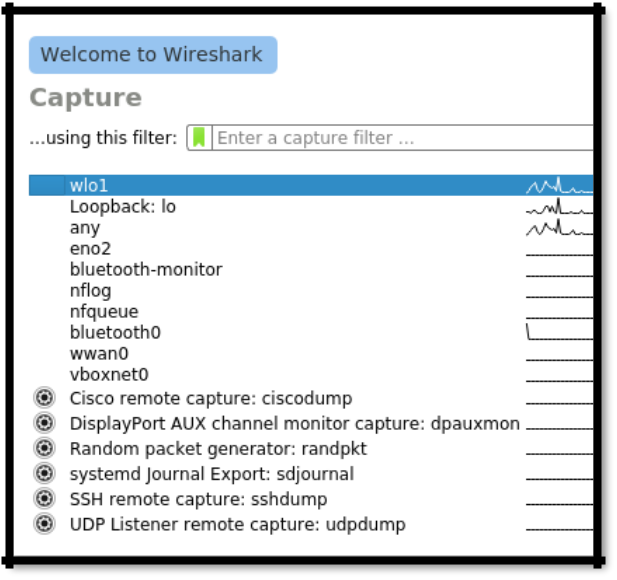 Welcome to Wireshark
Capture
...using this filter: Enter a capture filter ...
wlo1
Loopback: lo
any
eno2
bluetooth-monitor
nflog
nfqueue
bluetooth0
wwan0
vboxnet0
Cisco remote capture: ciscodump
DisplayPort AUX channel monitor capture: dpauxmon
Random packet generator: randpkt
systemd Journal Export: sdjournal
SSH remote capture: sshdump
UDP Listener remote capture: udpdump